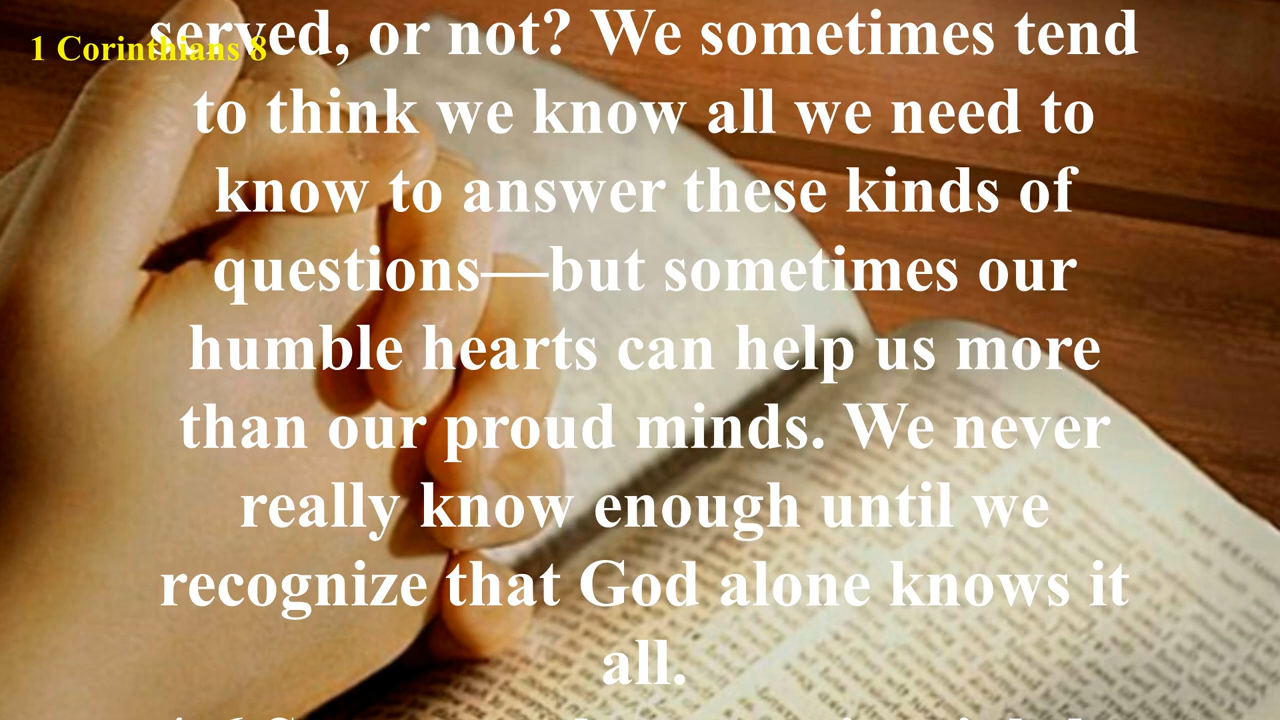 1 Corinthians 8
served, or not? We sometimes tend
to think we know all we need to
know to answer these kinds of
questions—but sometimes our
humble hearts can help us more
than our proud minds. We never
really know enough until we
recognize that God alone knows it
all.